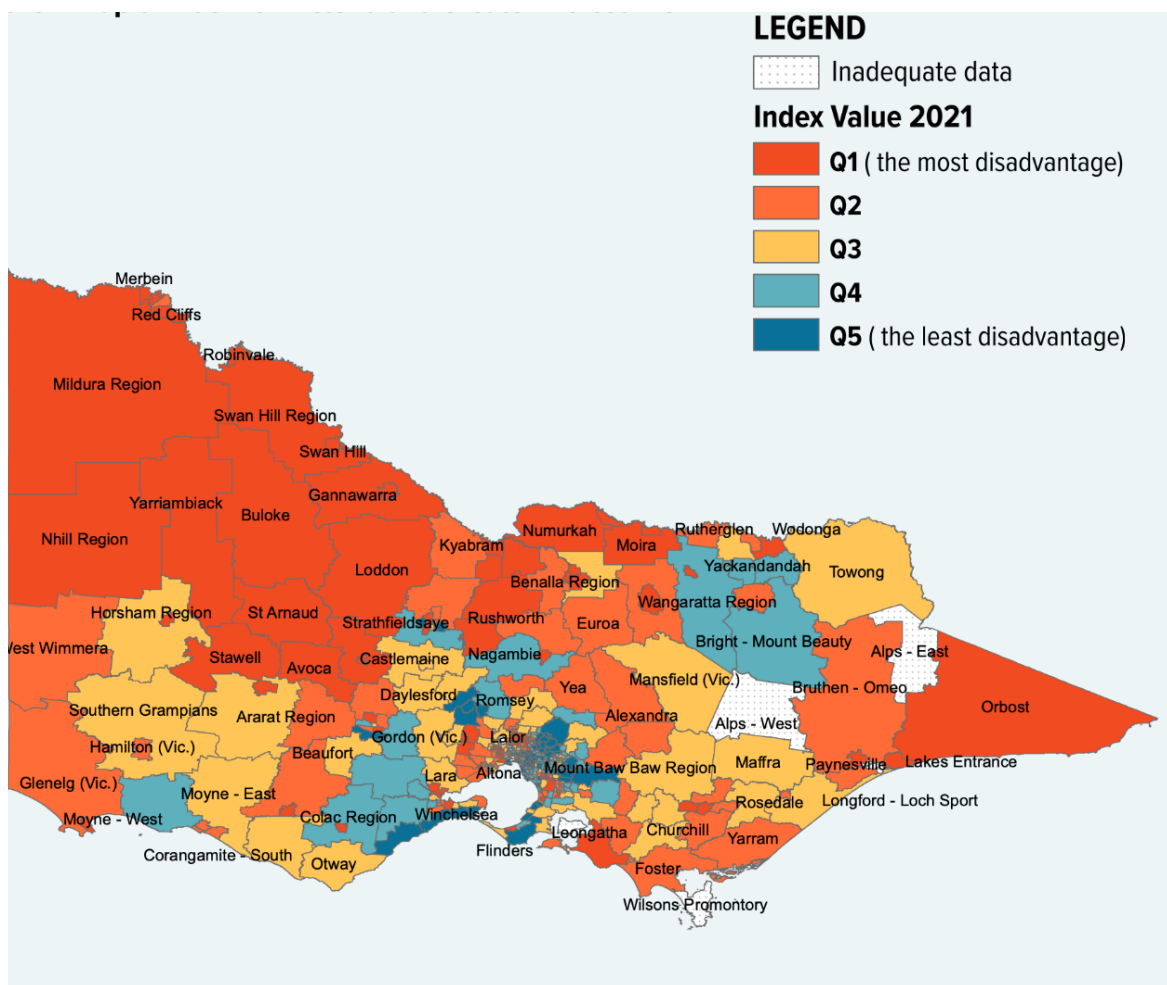 LEGEND
Inadequate data
Index Value 2021
Q1 ( the most disadvantage)
Q2
Q3
Q4
Q5 ( the least disadvantage)
Merbein
Red Cliffs
Robinvale
Mildura Region
Swan Hill Region
Swan Hill
Gannawarra
Yarriambiack
Buloke
Nhill Region
Numurkah
Rutherglen
Wodonga
Kyabram
Moira
Yackandandah
Loddon
Benalla Region
Towong
Wangaratta Region
Horsham Region
St Arnaud
Strathfieldsaye
Rushworth
Euroa
West Wimmera
Bright - Mount Beauty
Alps - East
Stawell
Avoca
Castlemaine
Nagambie
Mansfield (Vic.)
Bruthen - Omeo
Daylesford
Romsey
Yea
Orbost
Southern Grampians
Ararat Region
Alexandra
Alps - West
Hamilton (Vic.)
Beaufort
Gordon (Vic.)
Lalor
Glenelg (Vic.)
Lara
Altona
Mount Baw Baw Region
Maffra
Paynesville
Lakes Entrance
Moyne - East
Rosedale
Longford - Loch Sport
Moyne - West
Colac Region
Winchelsea
Leongatha
Churchill
Yarram
Corangamite - South
Otway
Flinders
Foster
Wilsons Promontory